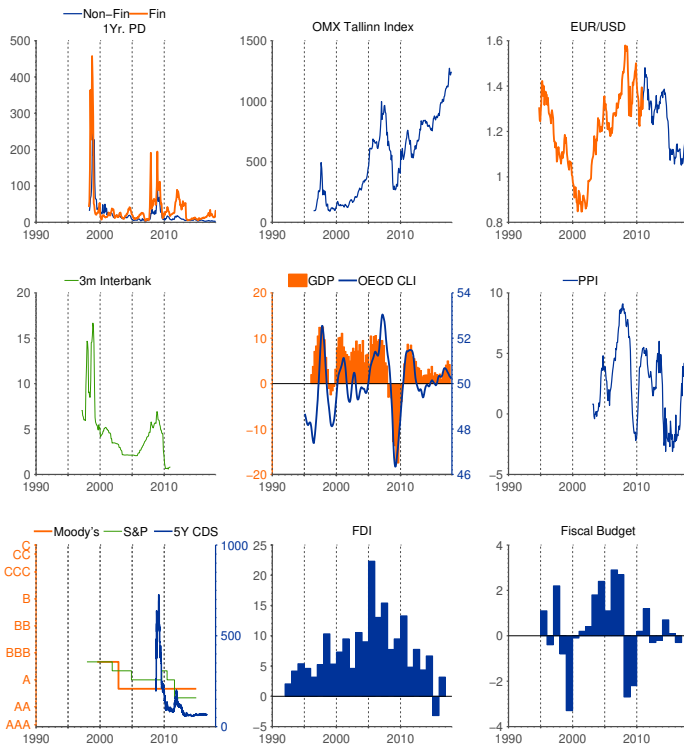 Non−Fin Fin
1Yr. PD
500
400
300
200
100
0
1990 2000 2010
OMX Tallinn Index
1500
1000
500
0
1990 2000 2010
EUR/USD
1.6
1.4
1.2
1
0.8
1990 2000 2010
3m Interbank
20
15
10
5
0
1990 2000 2010
GDP OECD CLI
20 54
10 52
0 50
−10 48
−20 46
1990 2000 2010
PPI
10
5
0
−5
1990 2000 2010
Moody's S&P 5Y CDS
C 1000
CC
CCC
B
BB 500
BBB
A
AA
AAA 0
1990 2000 2010
FDI
25
20
15
10
5
0
−5
1990 2000 2010
Fiscal Budget
4
2
0
−2
−4
1990 2000 2010